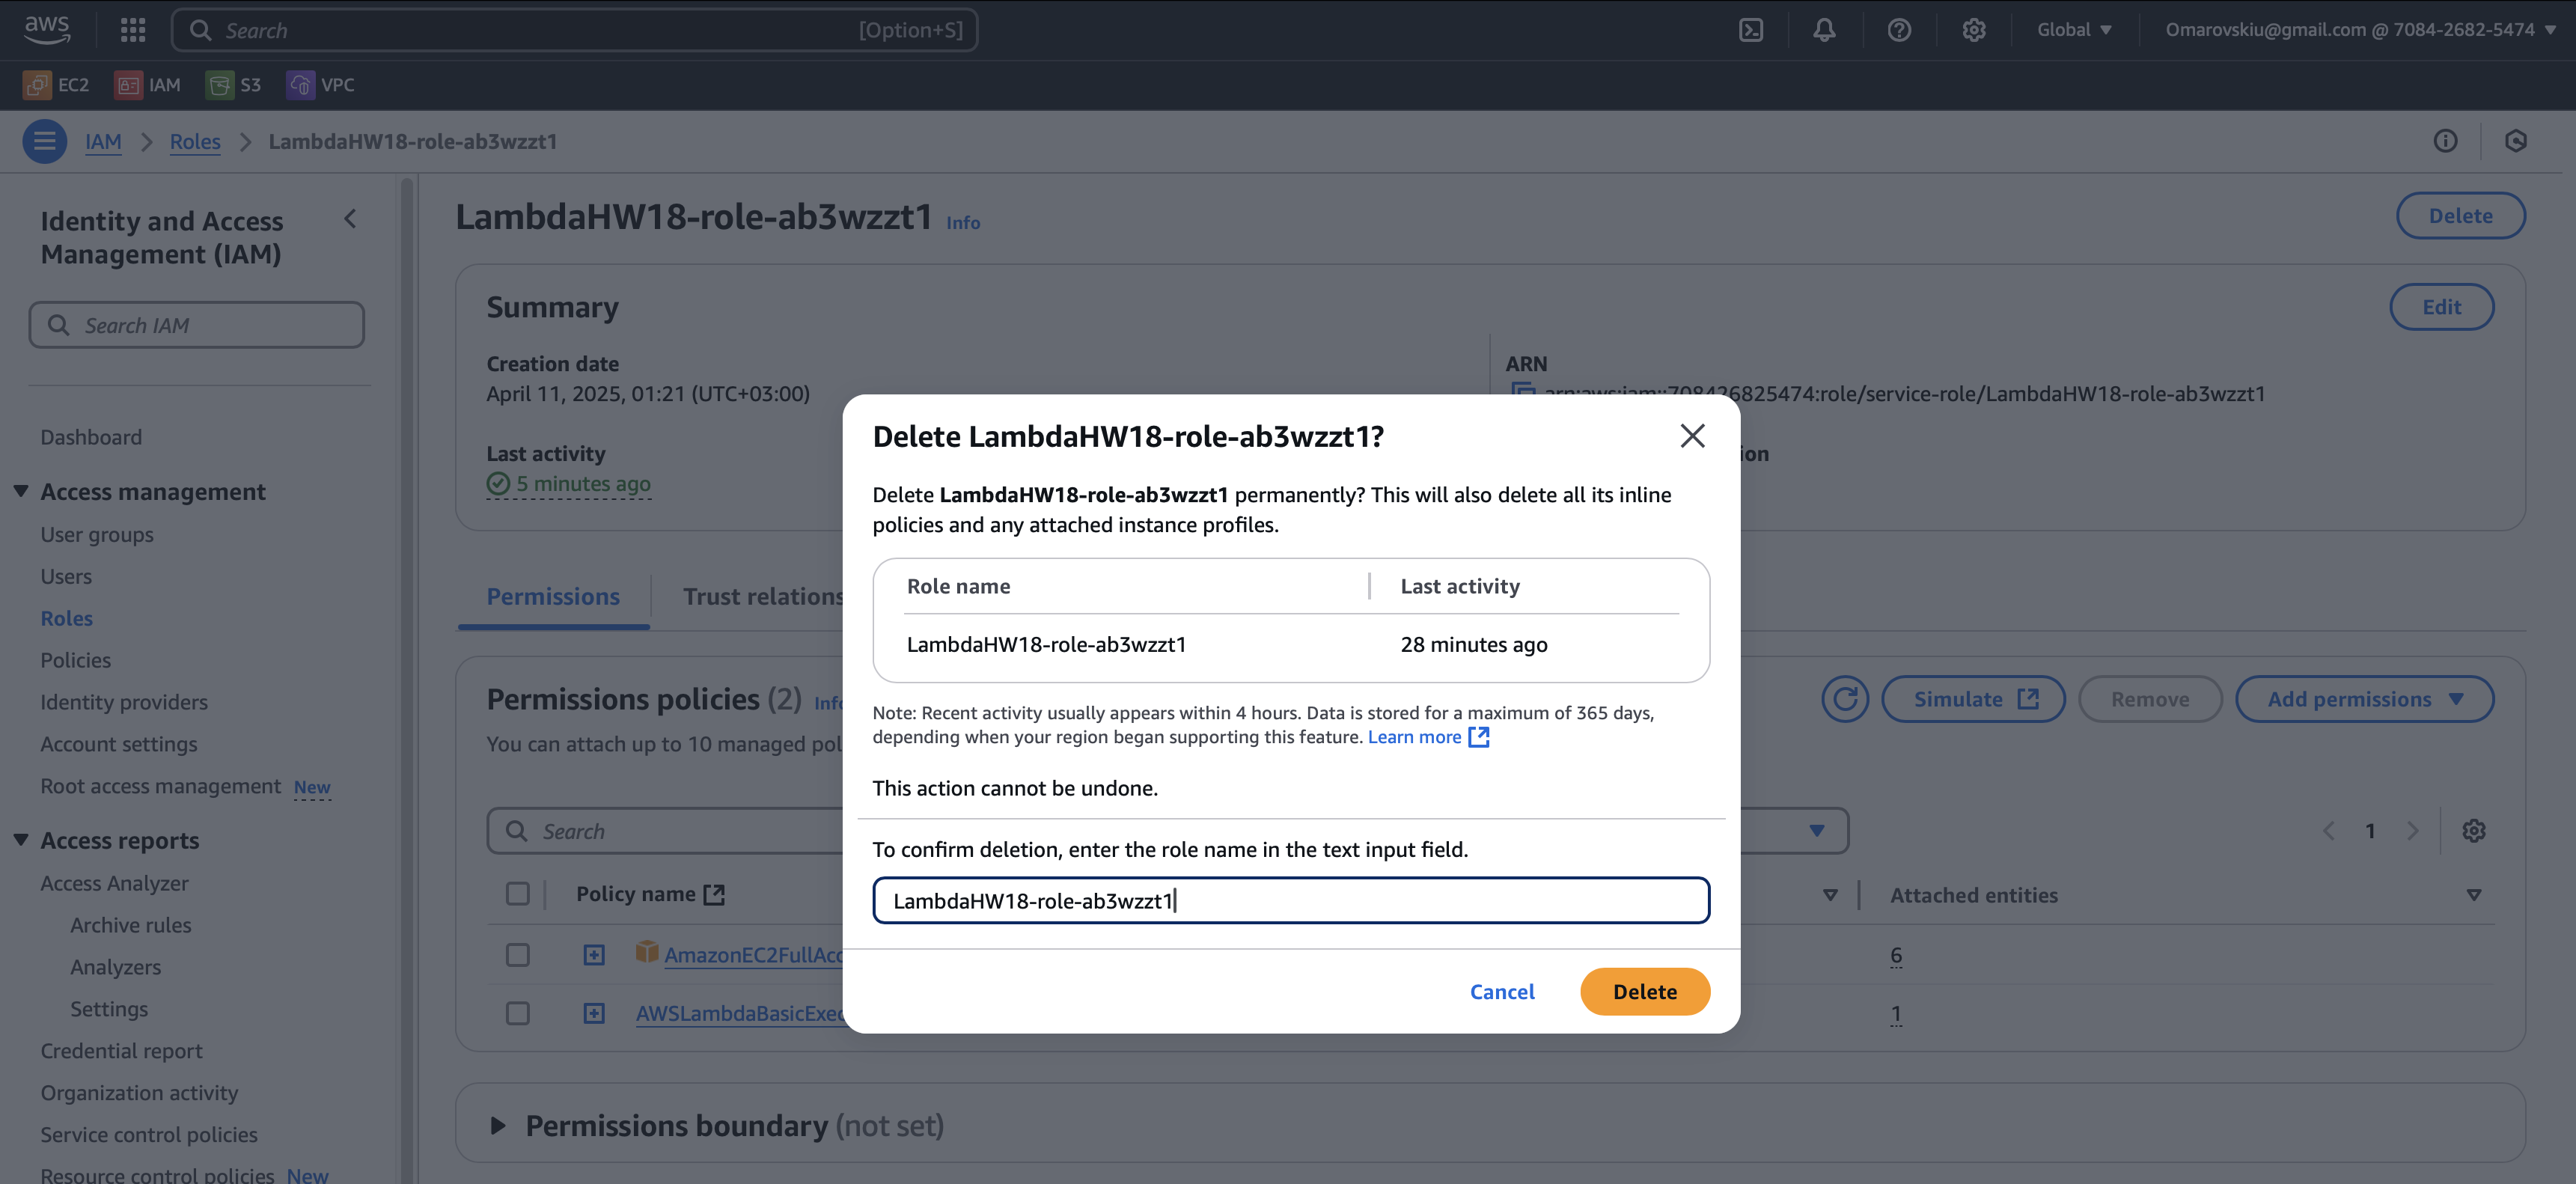 aws
Search
[Option+S]
Global
Omarovskiu@gmail.com @ 7084-2682-5474
EC2
IAM
S3
VPC
IAM
Roles
LambdaHW18-role-ab3wzzt1
Identity and Access
Management (IAM)
Search IAM
Dashboard
Access management
User groups
Users
Roles
Policies
Identity providers
Account settings
Root access management New
Access reports
Access Analyzer
Archive rules
Analyzers
Settings
Credential report
Organization activity
Service control policies
Resource control policies New
LambdaHW18-role-ab3wzzt1 Info
Delete
Summary
Edit
Creation date
April 11, 2025, 01:21 (UTC+03:00)
ARN
arn:aws:iam::708426825474:role/service-role/LambdaHW18-role-ab3wzzt1
Last activity
5 minutes ago
ion
Permissions
Trust relations
Permissions policies (2) Info
Simulate
Remove
Add permissions
You can attach up to 10 managed pol
Search
1
Policy name
Attached entities
AmazonEC2FullAcc
6
AWSLambdaBasicExec
1
Permissions boundary (not set)
Delete LambdaHW18-role-ab3wzzt1?
Delete LambdaHW18-role-ab3wzzt1 permanently? This will also delete all its inline
policies and any attached instance profiles.
Role name
Last activity
LambdaHW18-role-ab3wzzt1
28 minutes ago
Note: Recent activity usually appears within 4 hours. Data is stored for a maximum of 365 days,
depending when your region began supporting this feature. Learn more
This action cannot be undone.
To confirm deletion, enter the role name in the text input field.
LambdaHW18-role-ab3wzzt1
Cancel
Delete